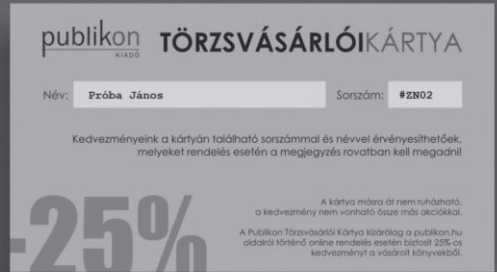 publikon
KIADÓ
TÖRZSVÁSÁRLÓIKÁRTYA
Név: Próba János Sorszám: #ZN02
Kedvezményeink a kártyán található sorszámmal és névvel érvényesíthetőek,
melyeket rendelés esetén a megjegyzés rovatban kell megadni!
-25%
A kártya másra át nem ruházható,
a kedvezmény nem vonható össze más akciókkal.
A Publikon Törzsvásárlói Kártya kizárólag a publikon.hu
oldalról történő online rendelés esetén biztosít 25%-os
kedvezményt a vásárolt könyvekből.